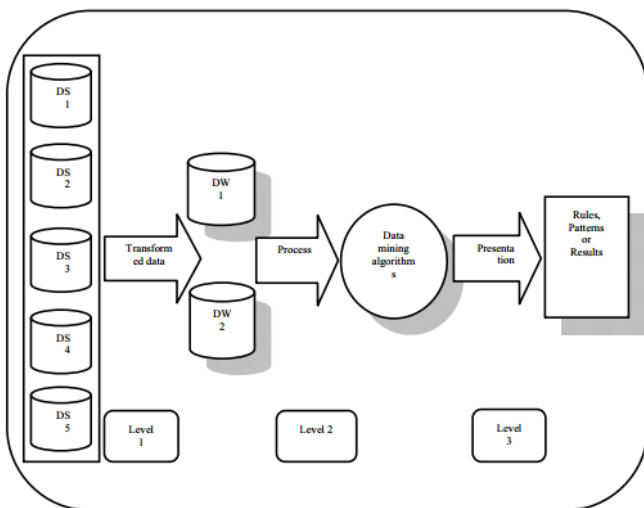 DS
1
DS
2
DS
3
DS
4
DS
5
Transform
ed data
DW
1
DW
2
Process
Data
mining
algorithm
s
Presenta
tion
Rules,
Patterns
or
Results
Level
1
Level 2
Level
3